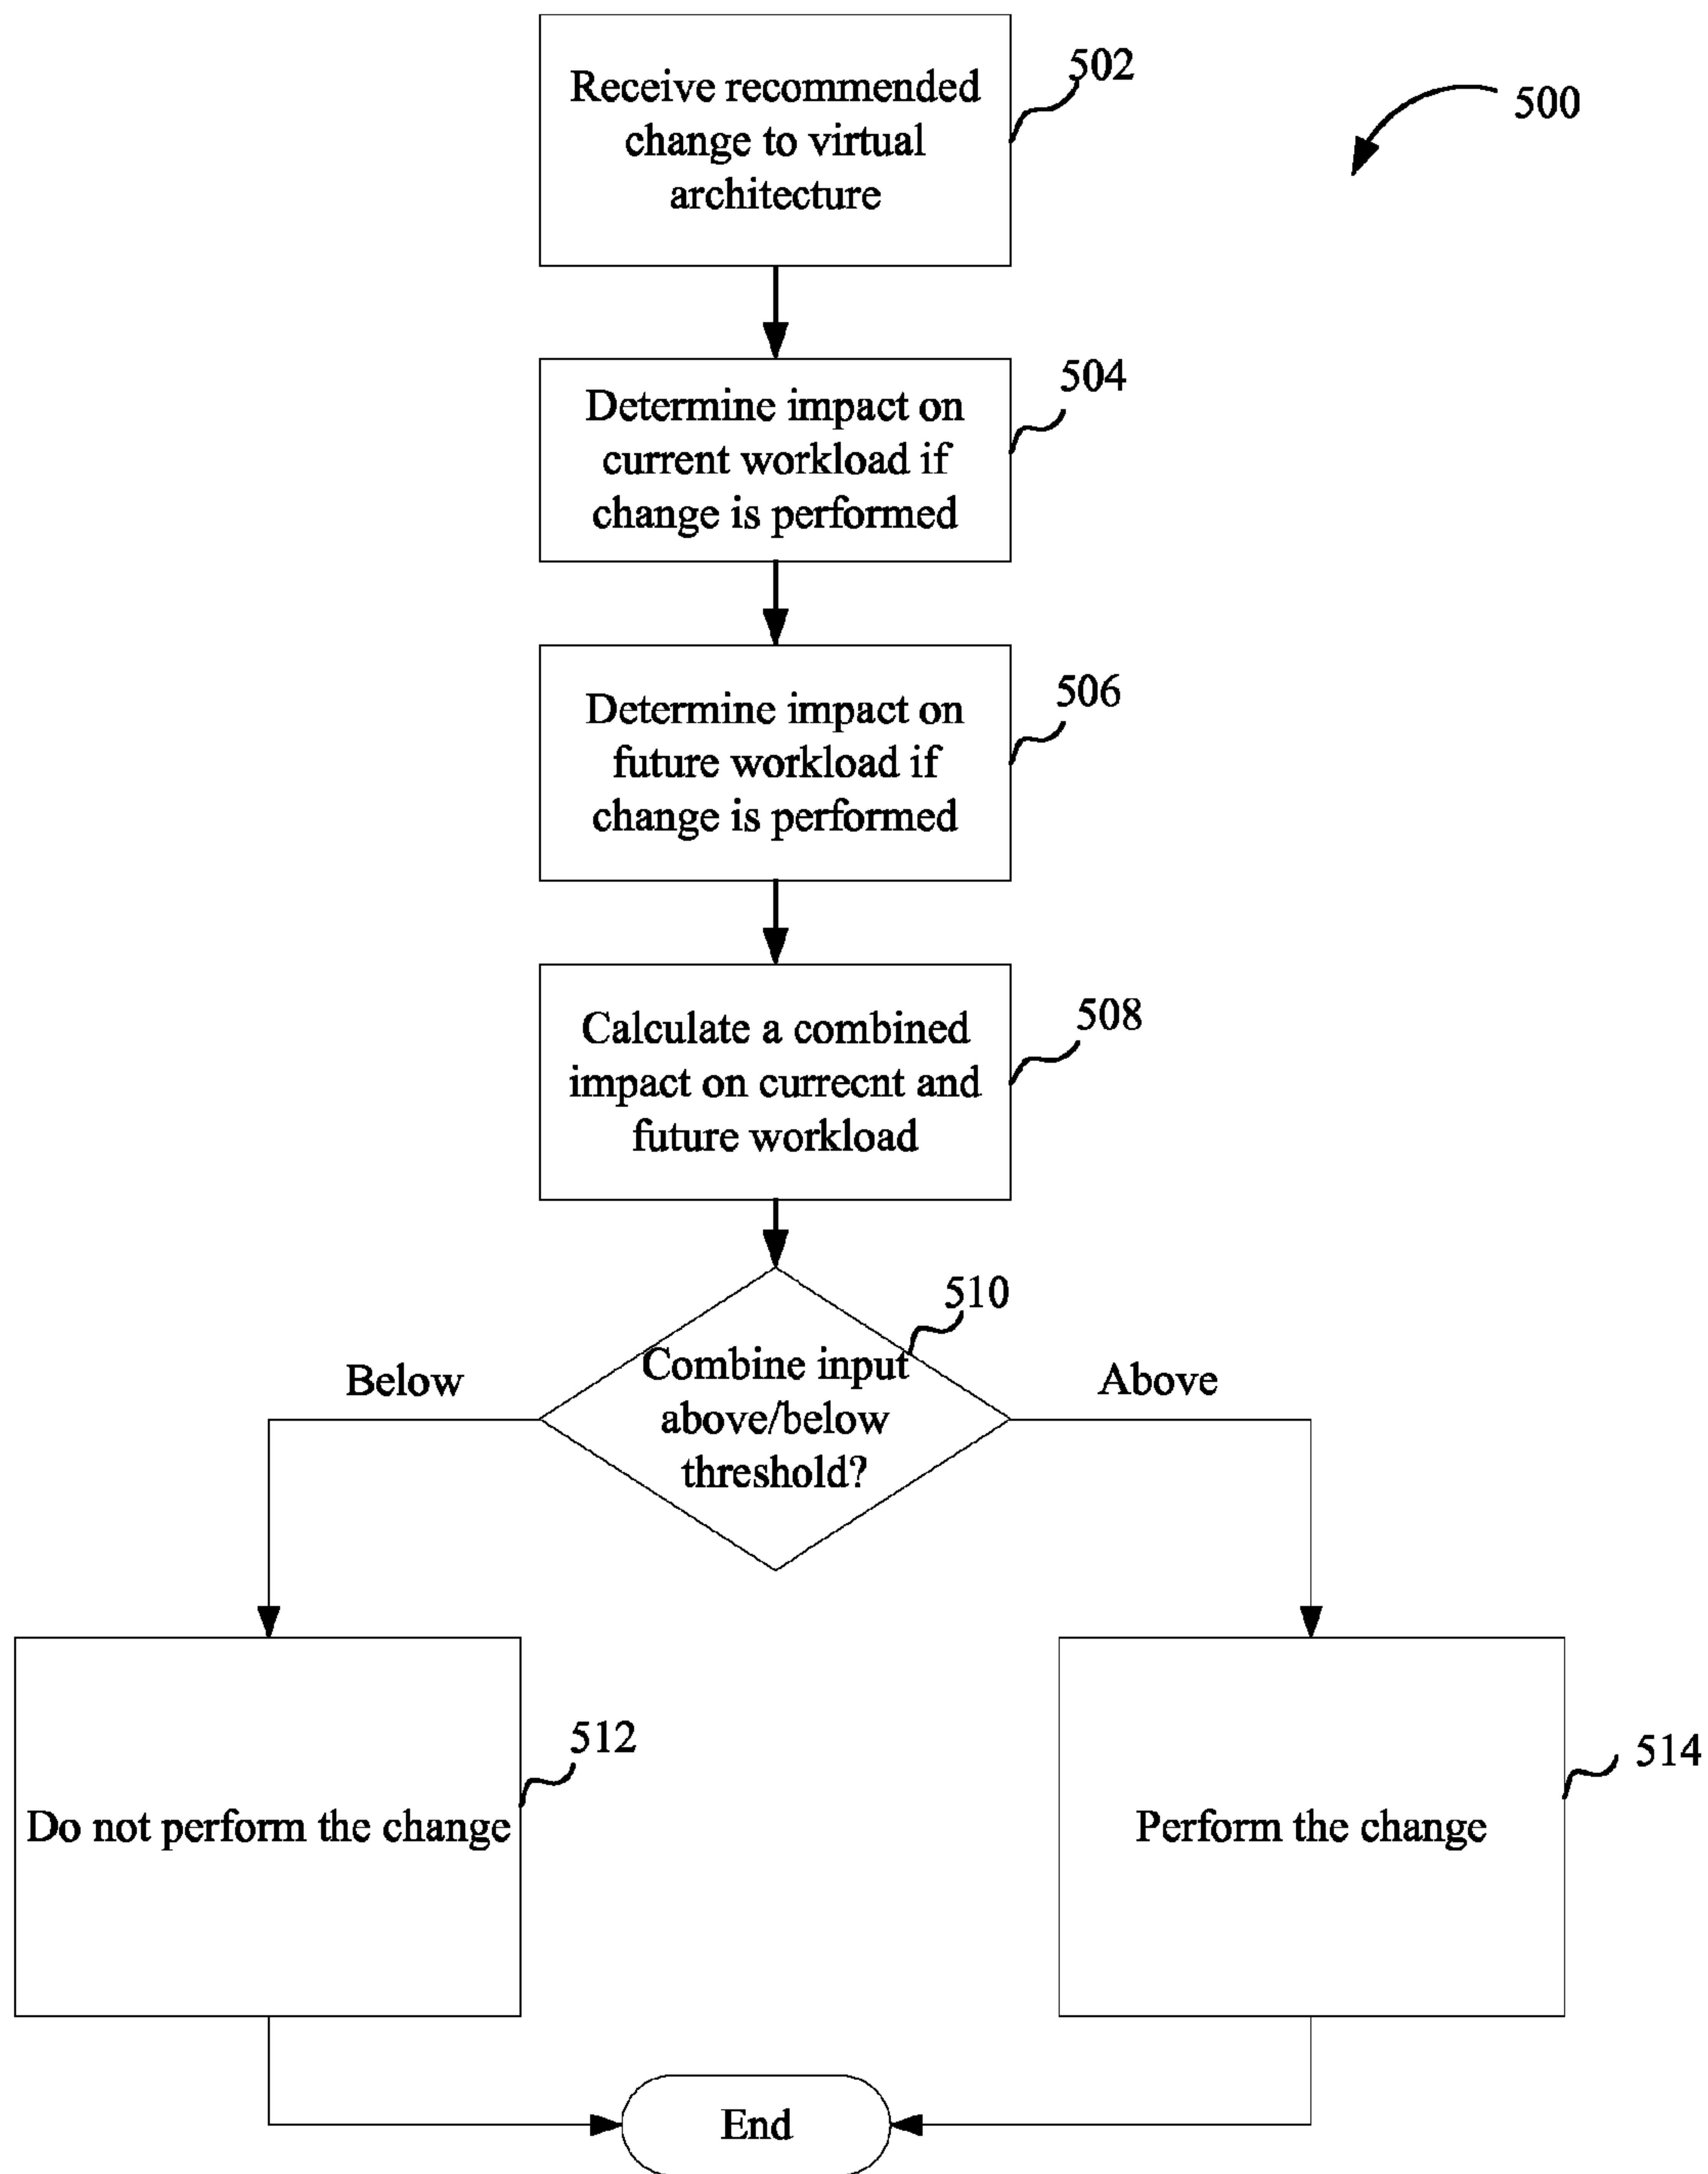 Receive recommended
change to virtual
architecture
502
500
Determine impact on
current workload if
change is performed
504
Determine impact on
future workload if
change is performed
506
Calculate a combined
impact on currecnt and
future workload
508
Combine input
above/below
threshold?
510
Below
Above
Do not perform the change
512
Perform the change
514
End